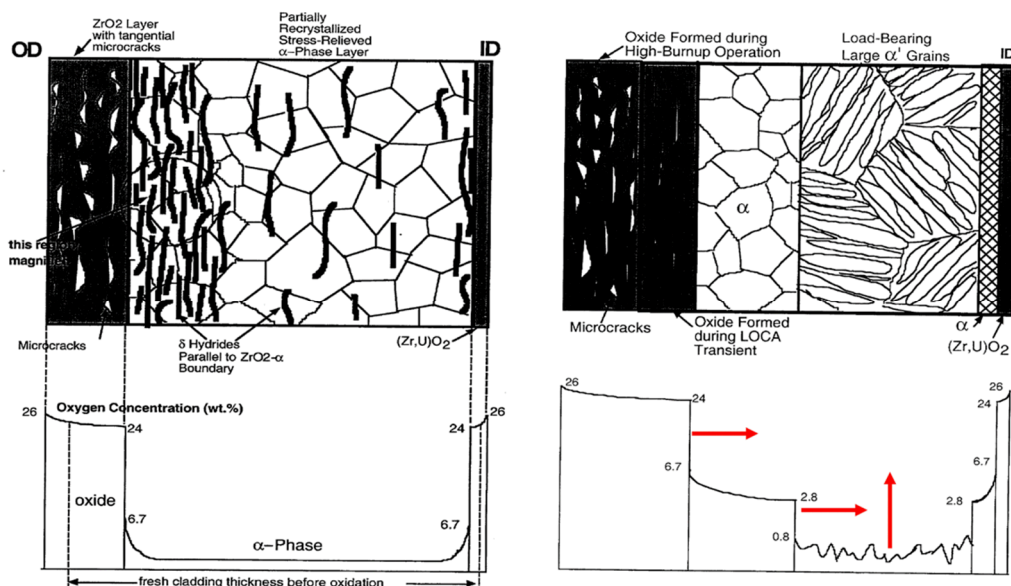 ZrO2 Layer
with tangential
microcracks
OD
Partially
Recrystallized
Stress-Relieved
α-Phase Layer
ID
this region
Microcracks
δ Hydrides
Parallel to ZrO2-α
Boundary
(Zr,U)O2
26
Oxygen Concentration (wt.%)
24
26
24
oxide
6.7
6.7
α-Phase
fresh cladding thickness before oxidation
Oxide Formed during
High-Burnup Operation
Load-Bearing
Large α' Grains
ID
α
Microcracks
Oxide Formed
during LOCA
Transient
α
(Zr,U)O2
26
24
6.7
2.8
0.8
26
24
6.7
2.8